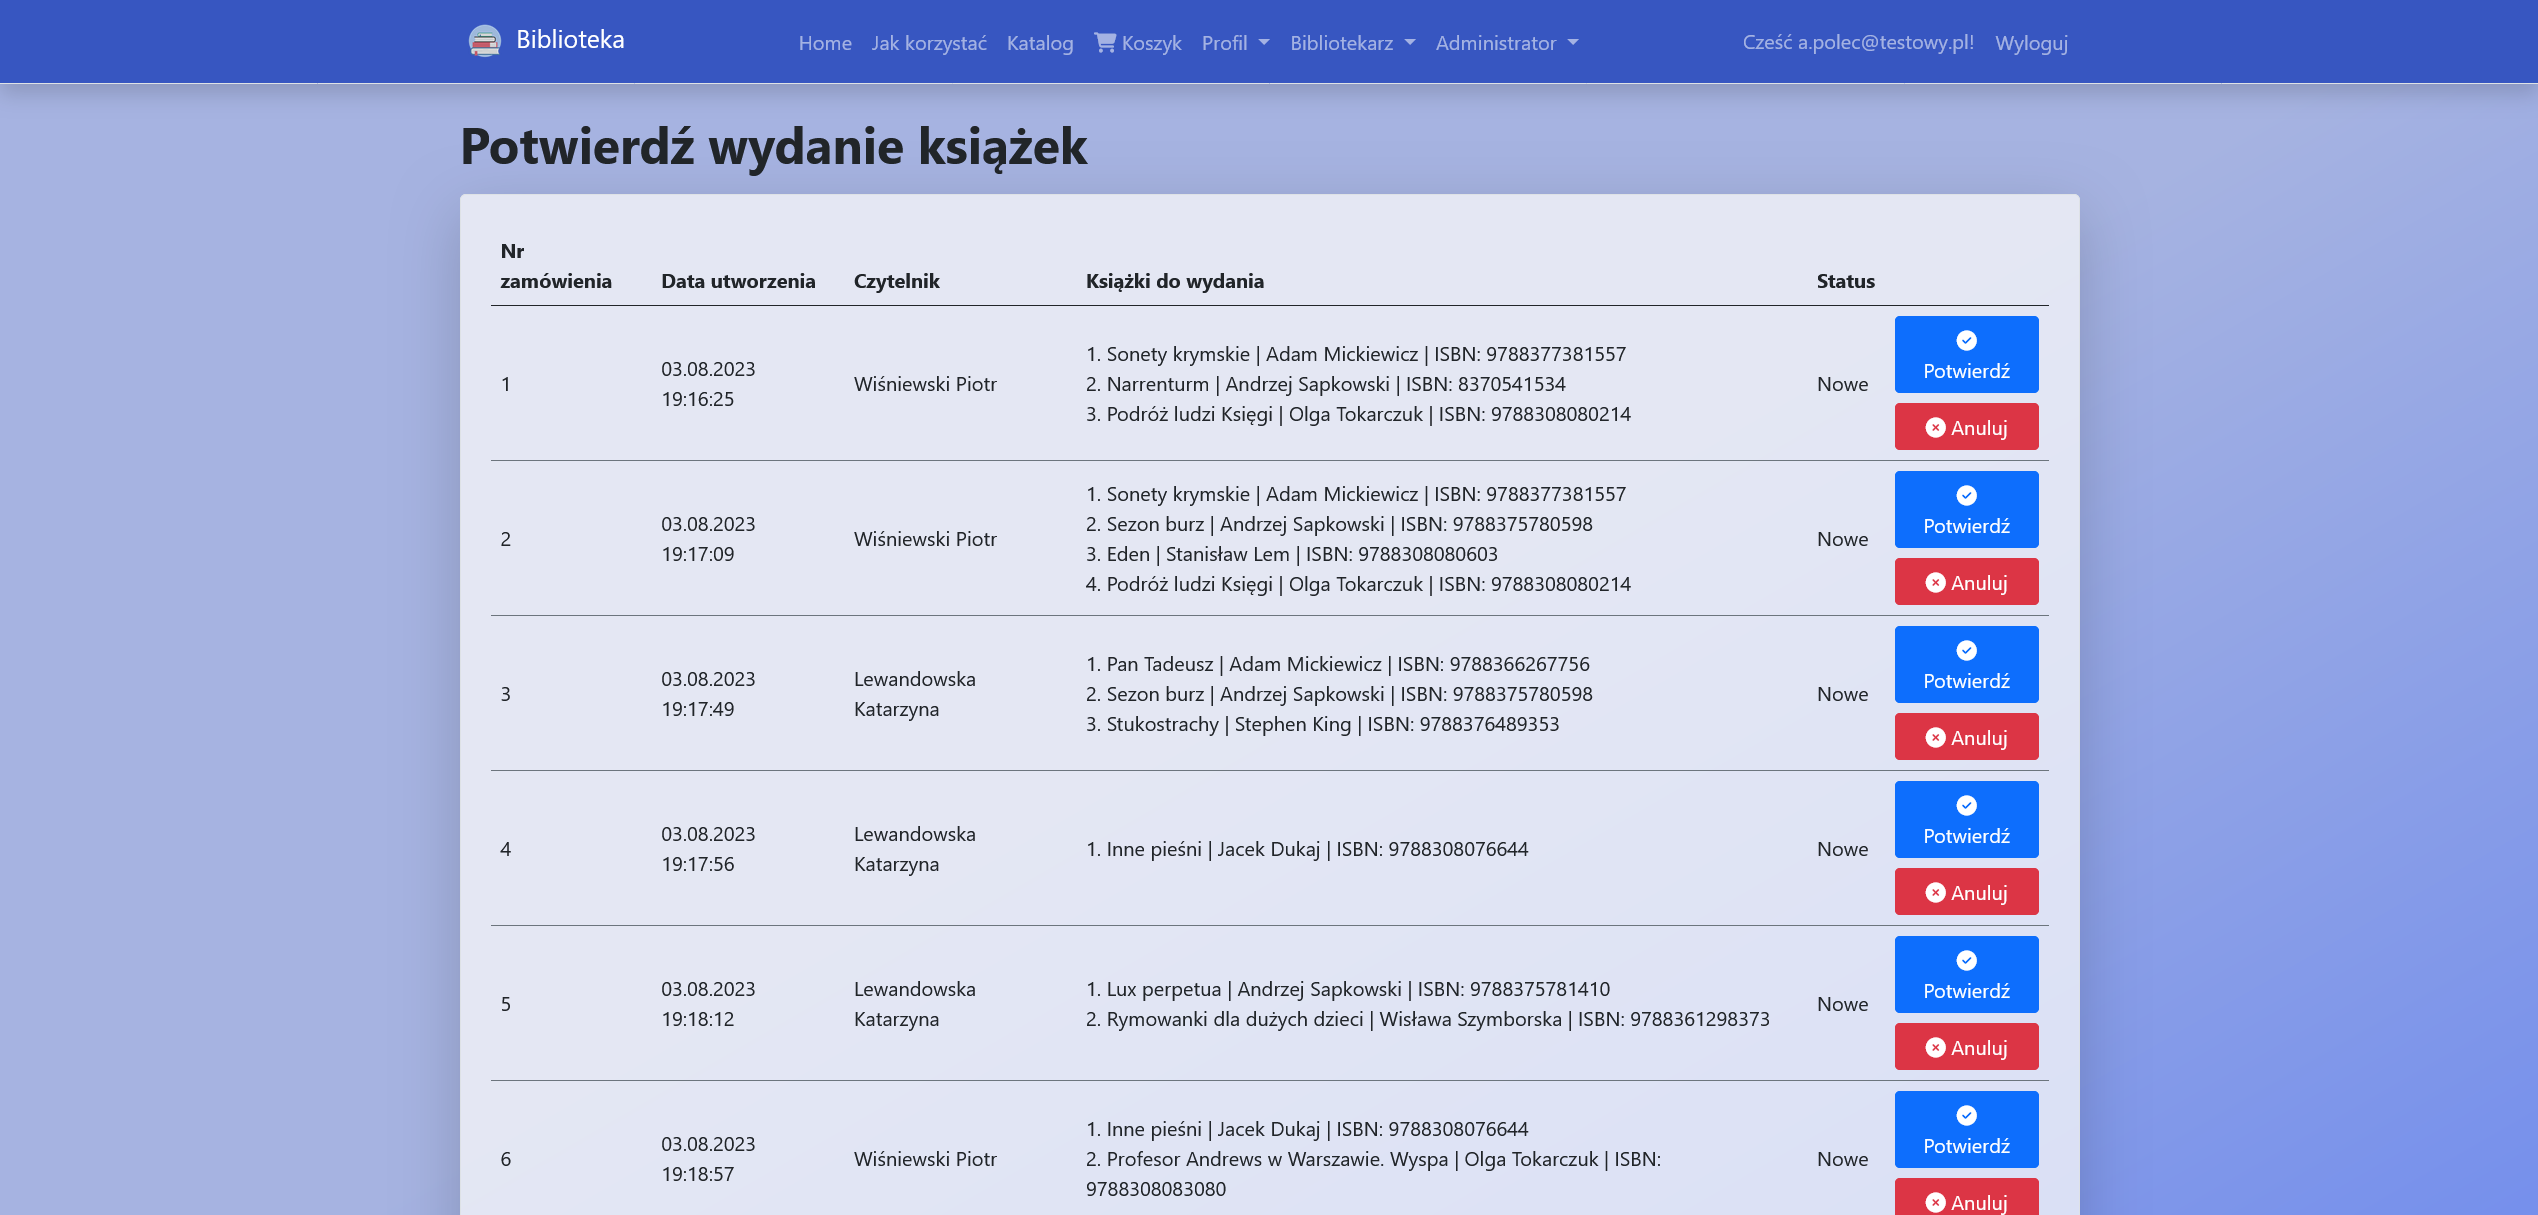 Biblioteka
Home Jak korzystać Katalog Koszyk Profil Bibliotekarz Administrator
Cześć a.polec@testowy.pl! Wyloguj
Potwierdź wydanie książek
Nr
zamówienia Data utworzenia Czytelnik Książki do wydania Status
1
03.08.2023
19:16:25
Wiśniewski Piotr
1. Sonety krymskie | Adam Mickiewicz | ISBN: 9788377381557
2. Narrenturm | Andrzej Sapkowski | ISBN: 8370541534
3. Podróż ludzi Księgi | Olga Tokarczuk | ISBN: 9788308080214
Nowe
Potwierdź
Anuluj
2
03.08.2023
19:17:09
Wiśniewski Piotr
1. Sonety krymskie | Adam Mickiewicz | ISBN: 9788377381557
2. Sezon burz | Andrzej Sapkowski | ISBN: 9788375780598
3. Eden | Stanisław Lem | ISBN: 9788308080603
4. Podróż ludzi Księgi | Olga Tokarczuk | ISBN: 9788308080214
Nowe
Potwierdź
Anuluj
3
03.08.2023
19:17:49
Lewandowska
Katarzyna
1. Pan Tadeusz | Adam Mickiewicz | ISBN: 9788366267756
2. Sezon burz | Andrzej Sapkowski | ISBN: 9788375780598
3. Stukostrachy | Stephen King | ISBN: 9788376489353
Nowe
Potwierdź
Anuluj
4
03.08.2023
19:17:56
Lewandowska
Katarzyna
1. Inne pieśni | Jacek Dukaj | ISBN: 9788308076644
Nowe
Potwierdź
Anuluj
5
03.08.2023
19:18:12
Lewandowska
Katarzyna
1. Lux perpetua | Andrzej Sapkowski | ISBN: 9788375781410
2. Rymowanki dla dużych dzieci | Wisława Szymborska | ISBN: 9788361298373
Nowe
Potwierdź
Anuluj
6
03.08.2023
19:18:57
Wiśniewski Piotr
1. Inne pieśni | Jacek Dukaj | ISBN: 9788308076644
2. Profesor Andrews w Warszawie. Wyspa | Olga Tokarczuk | ISBN:
9788308083080
Nowe
Potwierdź
Anuluj